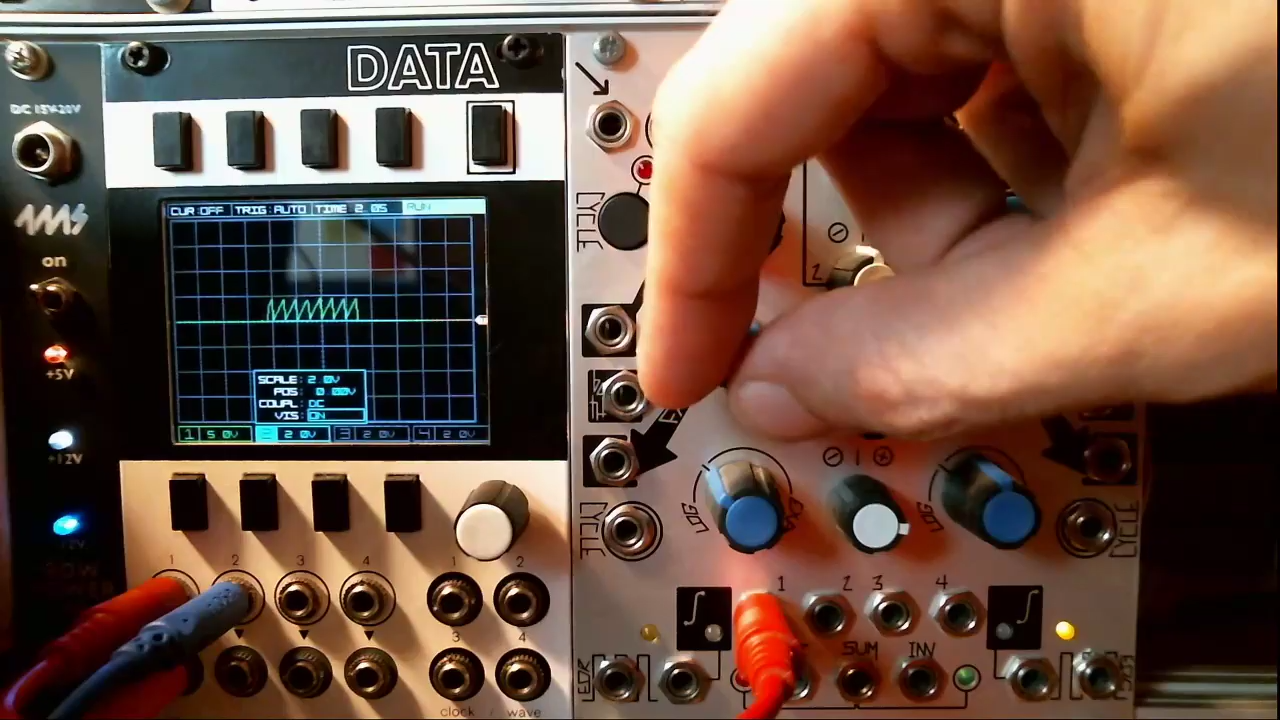 DATA
DC 15V-20V
CUR:OFF TRIG:AUTO TIME 2.0S RUN
CYCLE
on
+5V
SCALE: 2.0V
POS: 0.00V
COUPL: DC
VIS: ON
1 5.0V 2 2.0V 3 2.0V 4 2.0V
+12V
LOG
LOG
CYCLE
CYCLE
1 2 3 4
1 2
1 2 3 4
3 4
SUM INV
EOR
clock / wave